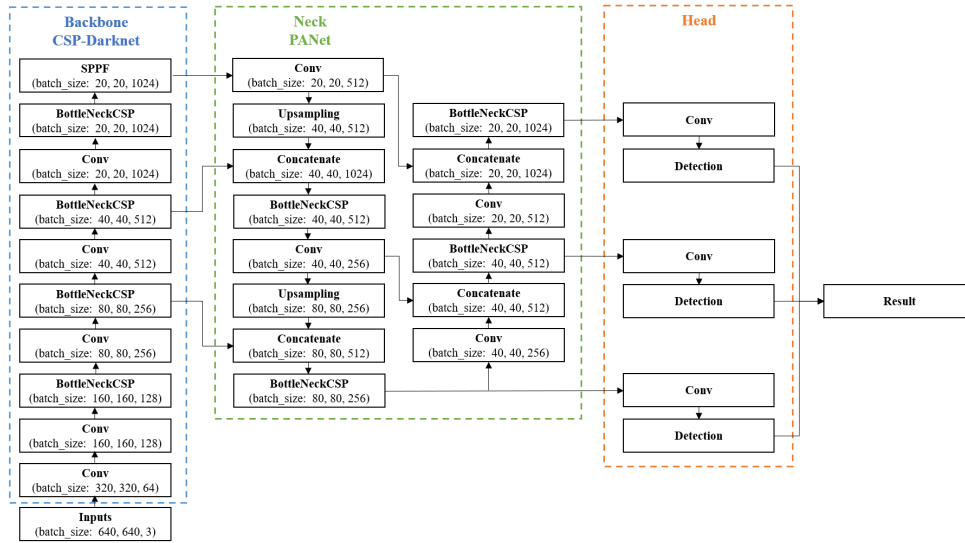 Backbone
CSP-Darknet
SPPF
(batch_size: 20, 20, 1024)
BottleNeckCSP
(batch_size: 20, 20, 1024)
Conv
(batch_size: 20, 20, 1024)
BottleNeckCSP
(batch_size: 40, 40, 512)
Conv
(batch_size: 40, 40, 512)
BottleNeckCSP
(batch_size: 80, 80, 256)
Conv
(batch_size: 80, 80, 256)
BottleNeckCSP
(batch_size: 160, 160, 128)
Conv
(batch_size: 160, 160, 128)
Conv
(batch_size: 320, 320, 64)
Inputs
(batch_size: 640, 640, 3)
Neck
PANet
Conv
(batch_size: 20, 20, 512)
Upsampling
(batch_size: 40, 40, 512)
Concatenate
(batch_size: 40, 40, 1024)
BottleNeckCSP
(batch_size: 40, 40, 512)
Conv
(batch_size: 40, 40, 256)
Upsampling
(batch_size: 80, 80, 256)
Concatenate
(batch_size: 80, 80, 512)
BottleNeckCSP
(batch_size: 80, 80, 256)
BottleNeckCSP
(batch_size: 20, 20, 1024)
Concatenate
(batch_size: 20, 20, 1024)
Conv
(batch_size: 20, 20, 512)
BottleNeckCSP
(batch_size: 40, 40, 512)
Concatenate
(batch_size: 40, 40, 512)
Conv
(batch_size: 40, 40, 256)
Head
Conv
Detection
Conv
Detection
Conv
Detection
Result